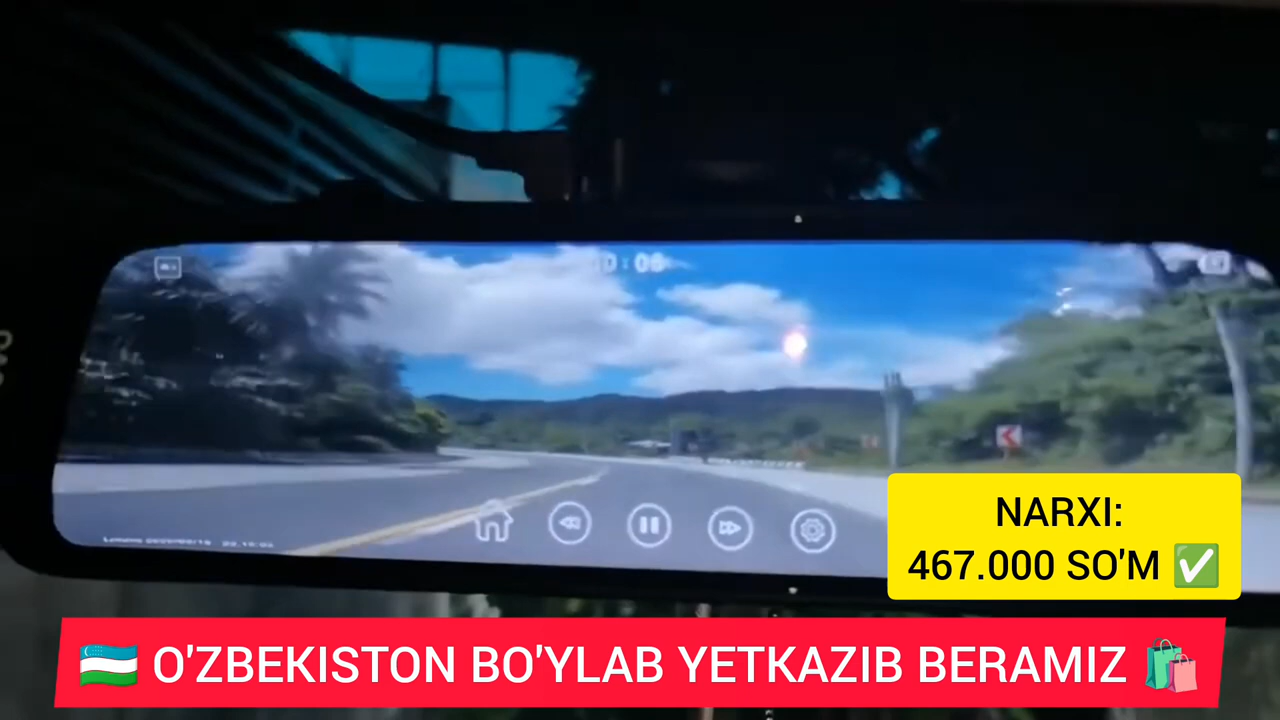 NARXI:
467.000 SO'M ✅
🇺🇿 O'ZBEKISTON BO'YLAB YETKAZIB BERAMIZ 🛍️